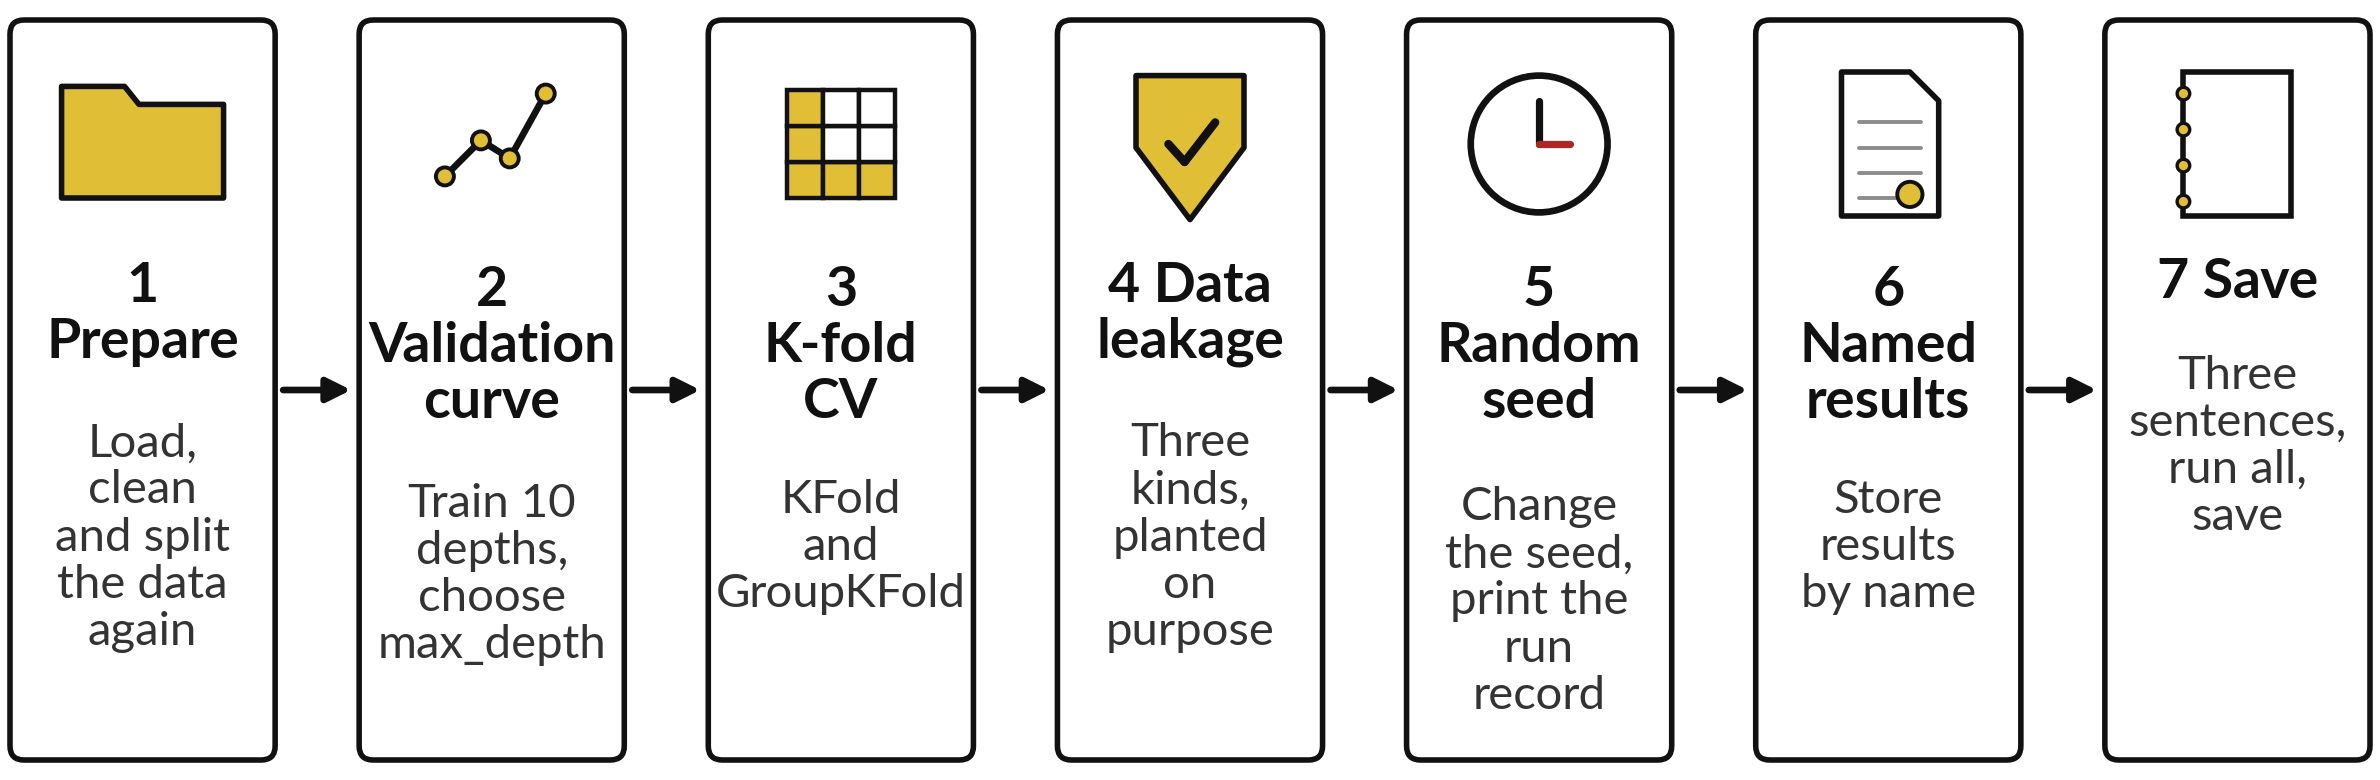 1
Prepare
Load,
clean
and split
the data
again
2
Validation
curve
Train 10
depths,
choose
max_depth
3
K-fold
CV
KFold
and
GroupKFold
4 Data
leakage
Three
kinds,
planted
on
purpose
5
Random
seed
Change
the seed,
print the
run
record
6
Named
results
Store
results
by name
7 Save
Three
sentences,
run all,
save